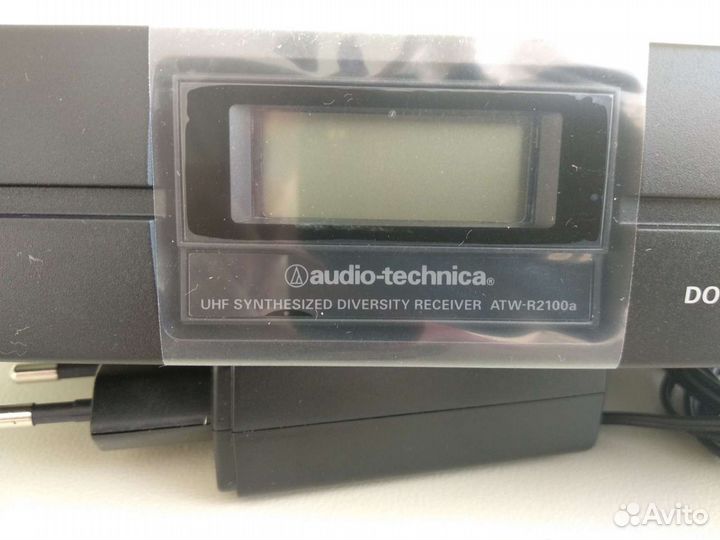 audio-technica®
UHF SYNTHESIZED DIVERSITY RECEIVER ATW-R2100a
DO
Avito